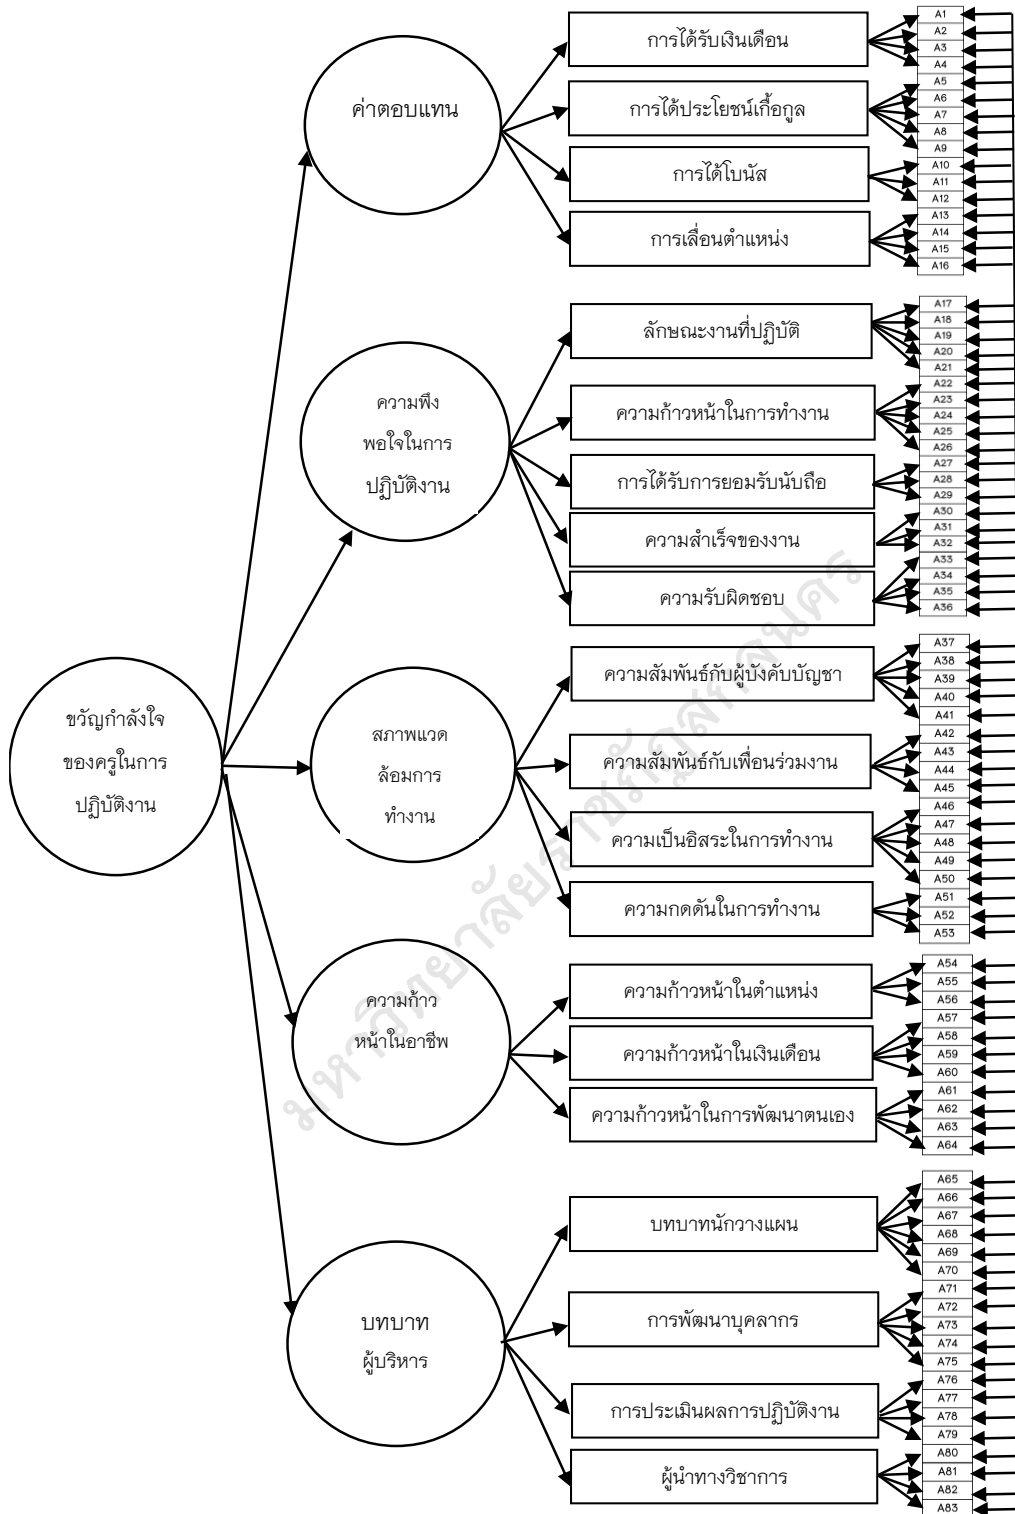 ค่าตอบแทน
การได้รับเงินเดือน
การได้ประโยชน์เกื้อกูล
การได้โบนัส
การเลื่อนตำแหน่ง
A1
A2
A3
A4
A5
A6
A7
A8
A9
A10
A11
A12
A13
A14
A15
A16
ความพึง
พอใจในการ
ปฏิบัติงาน
ลักษณะงานที่ปฏิบัติ
ความก้าวหน้าในการทำงาน
การได้รับการยอมรับนับถือ
ความสำเร็จของงาน
ความรับผิดชอบ
A17
A18
A19
A20
A21
A22
A23
A24
A25
A26
A27
A28
A29
A30
A31
A32
A33
A34
A35
A36
ขวัญกำลังใจ
ของครูในการ
ปฏิบัติงาน
สภาพแวด
ล้อมการ
ทำงาน
ความสัมพันธ์กับผู้บังคับบัญชา
ความสัมพันธ์กับเพื่อนร่วมงาน
ความเป็นอิสระในการทำงาน
ความกดดันในการทำงาน
A37
A38
A39
A40
A41
A42
A43
A44
A45
A46
A47
A48
A49
A50
A51
A52
A53
ความก้าว
หน้าในอาชีพ
ความก้าวหน้าในตำแหน่ง
ความก้าวหน้าในเงินเดือน
ความก้าวหน้าในการพัฒนาตนเอง
A54
A55
A56
A57
A58
A59
A60
A61
A62
A63
A64
บทบาท
ผู้บริหาร
บทบาทนักวางแผน
การพัฒนาบุคลากร
การประเมินผลการปฏิบัติงาน
ผู้นำทางวิชาการ
A65
A66
A67
A68
A69
A70
A71
A72
A73
A74
A75
A76
A77
A78
A79
A80
A81
A82
A83
มหาวิทยาลัยราชภัฏสกลนคร